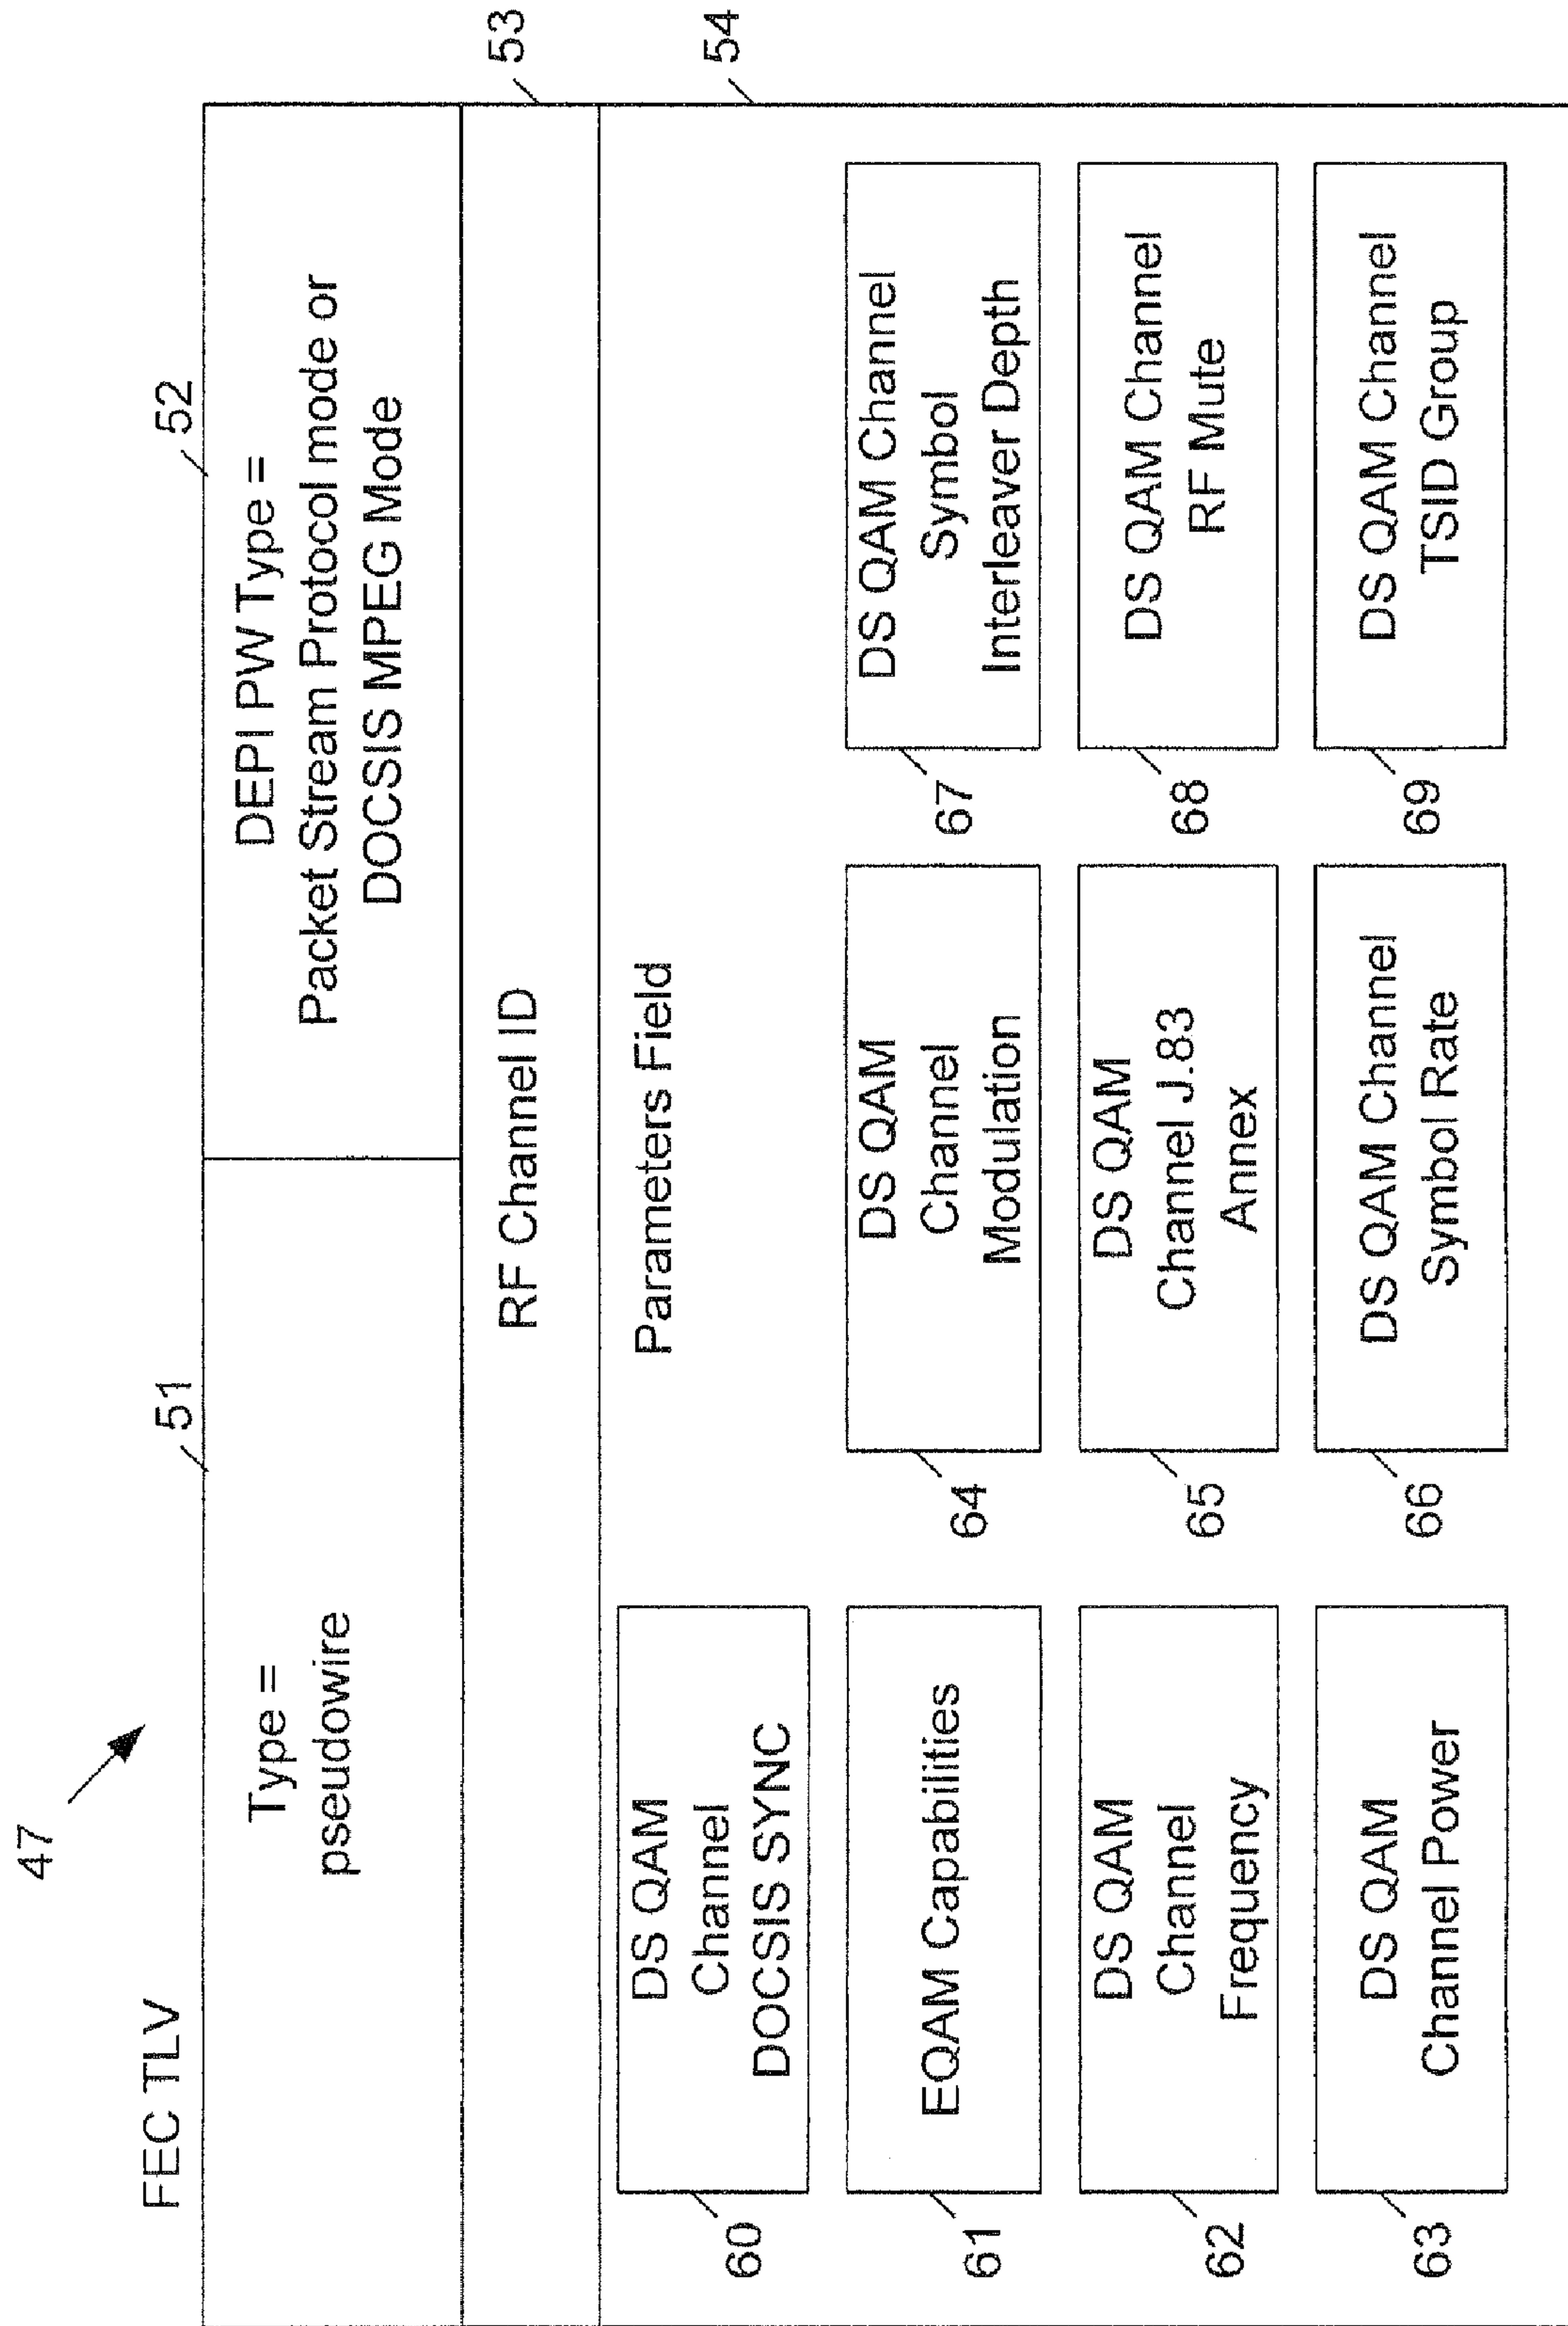 47
FEC TLV
51
52
Type =
pseudowire
DEPI PW Type =
Packet Stream Protocol mode or
DOCSIS MPEG Mode
53
RF Channel ID
54
Parameters Field
60
DS QAM
Channel
DOCSIS SYNC
61
EQAM Capabilities
62
DS QAM
Channel
Frequency
63
DS QAM
Channel Power
64
DS QAM
Channel
Modulation
65
DS QAM
Channel J.83
Annex
66
DS QAM Channel
Symbol Rate
67
DS QAM Channel
Symbol
Interleaver Depth
68
DS QAM Channel
RF Mute
69
DS QAM Channel
TSID Group